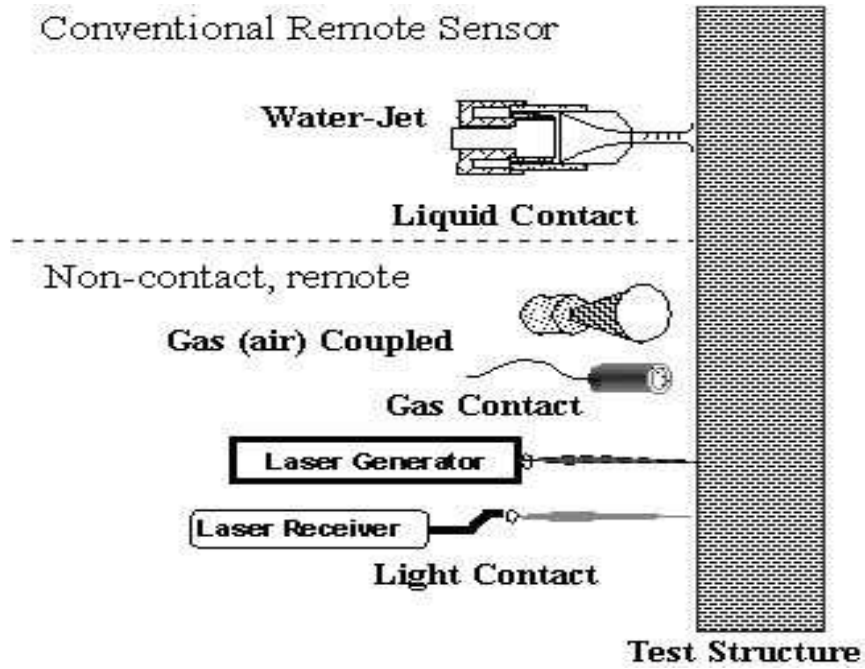 Conventional Remote Sensor
Water-Jet
Liquid Contact
Non-contact, remote
Gas (air) Coupled
Gas Contact
Laser Generator
Laser Receiver
Light Contact
Test Structure